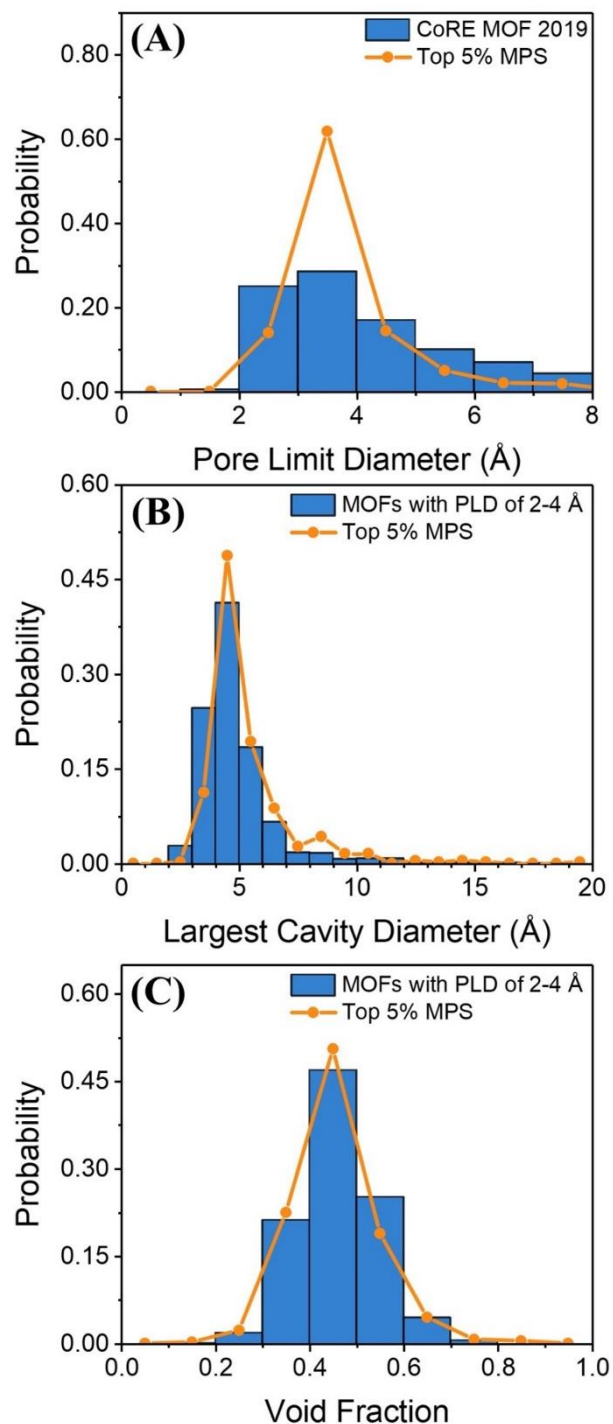 (A)
CoRE MOF 2019
Top 5% MPS
Probability
0.80
0.60
0.40
0.20
0.00
0 2 4 6 8
Pore Limit Diameter (Å)
(B)
MOFs with PLD of 2-4 Å
Top 5% MPS
Probability
0.60
0.45
0.30
0.15
0.00
0 5 10 15 20
Largest Cavity Diameter (Å)
(C)
MOFs with PLD of 2-4 Å
Top 5% MPS
Probability
0.60
0.45
0.30
0.15
0.00
0.0 0.2 0.4 0.6 0.8 1.0
Void Fraction